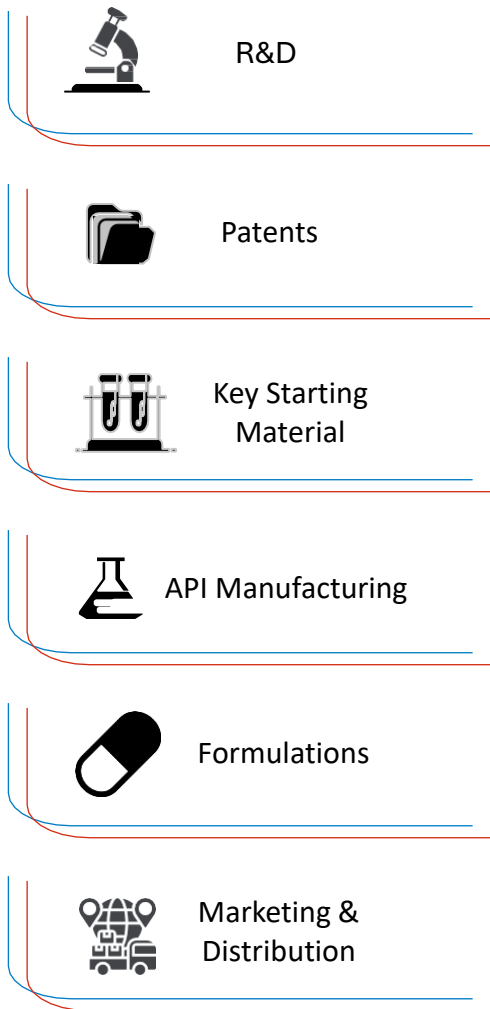 R&D
Patents
Key Starting
Material
API Manufacturing
Formulations
Marketing &
Distribution